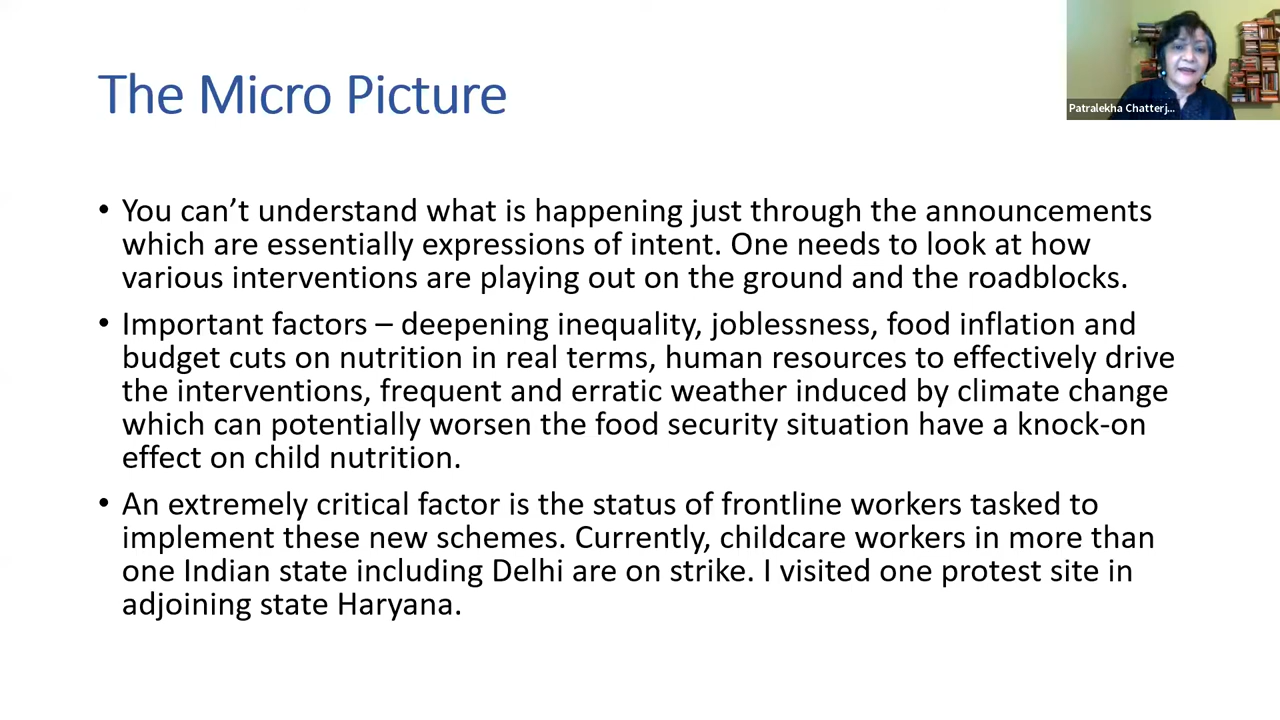 The Micro Picture
Patralekha Chatterj...
• You can’t understand what is happening just through the announcements
which are essentially expressions of intent. One needs to look at how
various interventions are playing out on the ground and the roadblocks.
• Important factors – deepening inequality, joblessness, food inflation and
budget cuts on nutrition in real terms, human resources to effectively drive
the interventions, frequent and erratic weather induced by climate change
which can potentially worsen the food security situation have a knock-on
effect on child nutrition.
• An extremely critical factor is the status of frontline workers tasked to
implement these new schemes. Currently, childcare workers in more than
one Indian state including Delhi are on strike. I visited one protest site in
adjoining state Haryana.